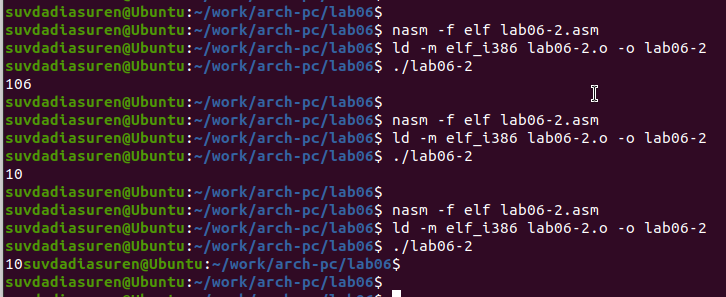 suvdadiasuren@Ubuntu:~/work/arch-pc/lab06$
suvdadiasuren@Ubuntu:~/work/arch-pc/lab06$ nasm -f elf lab06-2.asm
suvdadiasuren@Ubuntu:~/work/arch-pc/lab06$ ld -m elf_i386 lab06-2.o -o lab06-2
suvdadiasuren@Ubuntu:~/work/arch-pc/lab06$ ./lab06-2
106
suvdadiasuren@Ubuntu:~/work/arch-pc/lab06$
suvdadiasuren@Ubuntu:~/work/arch-pc/lab06$ nasm -f elf lab06-2.asm
suvdadiasuren@Ubuntu:~/work/arch-pc/lab06$ ld -m elf_i386 lab06-2.o -o lab06-2
suvdadiasuren@Ubuntu:~/work/arch-pc/lab06$ ./lab06-2
10
suvdadiasuren@Ubuntu:~/work/arch-pc/lab06$
suvdadiasuren@Ubuntu:~/work/arch-pc/lab06$ nasm -f elf lab06-2.asm
suvdadiasuren@Ubuntu:~/work/arch-pc/lab06$ ld -m elf_i386 lab06-2.o -o lab06-2
suvdadiasuren@Ubuntu:~/work/arch-pc/lab06$ ./lab06-2
10suvdadiasuren@Ubuntu:~/work/arch-pc/lab06$
suvdadiasuren@Ubuntu:~/work/arch-pc/lab06$